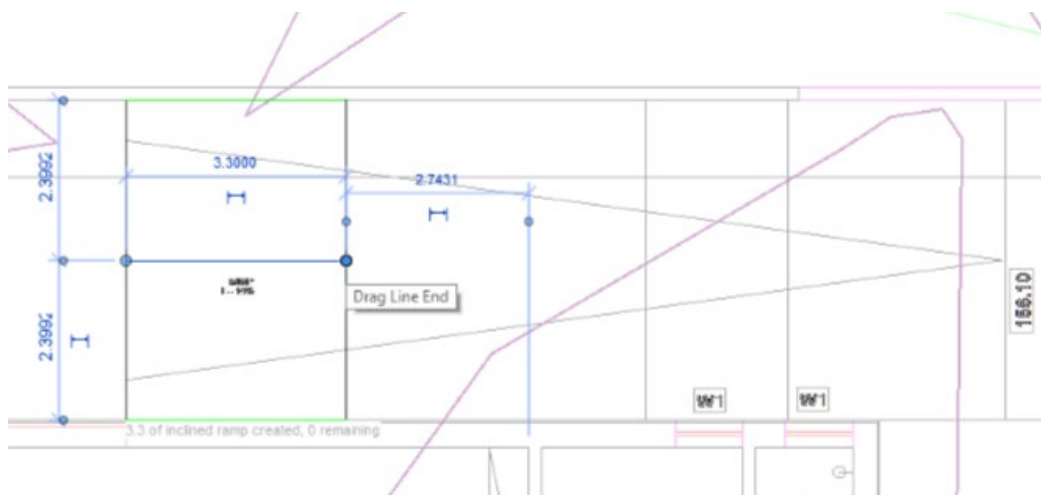 3.3000
2.7431
2.3992
2.3992
Drag Line End
166.10
W1
W1
3.3 of inclined ramp created, 0 remaining